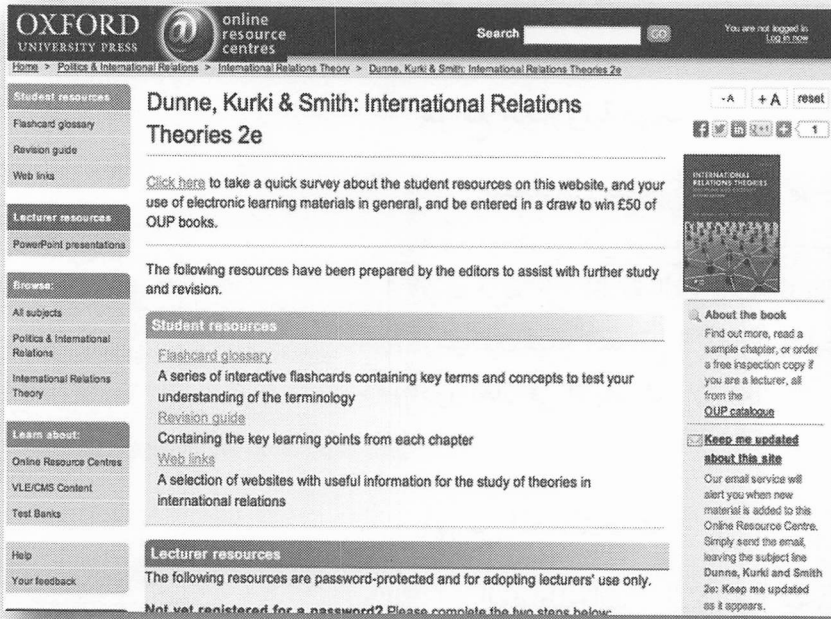 OXFORD
UNIVERSITY PRESS
@
online
resource
centres
Search
GO
You are not logged in
Log in now
Home > Politics & International Relations > International Relations Theory > Dunne, Kurki & Smith: International Relations Theories 2e
Student resources
Flashcard glossary
Revision guide
Web links
Lecturer resources
PowerPoint presentations
Browse:
All subjects
Politics & International
Relations
International Relations
Theory
Learn about:
Online Resource Centres
VLE/CMS Content
Test Banks
Help
Your feedback
Dunne, Kurki & Smith: International Relations
Theories 2e
Click here to take a quick survey about the student resources on this website, and your
use of electronic learning materials in general, and be entered in a draw to win £50 of
OUP books.
The following resources have been prepared by the editors to assist with further study
and revision.
Student resources
Flashcard glossary
A series of interactive flashcards containing key terms and concepts to test your
understanding of the terminology
Revision guide
Containing the key learning points from each chapter
Web links
A selection of websites with useful information for the study of theories in
international relations
Lecturer resources
The following resources are password-protected and for adopting lecturers' use only.
Not yet registered for a password? Please complete the two steps below:
-A +A reset
f in g+1 + 1
INTERNATIONAL
RELATIONS THEORIES
About the book
Find out more, read a
sample chapter, or order
a free inspection copy if
you are a lecturer, all
from the
OUP catalogue
Keep me updated
about this site
Our email service will
alert you when new
material is added to this
Online Resource Centre.
Simply send the email,
leaving the subject line
Dunne, Kurki and Smith
2e: Keep me updated
as it appears.